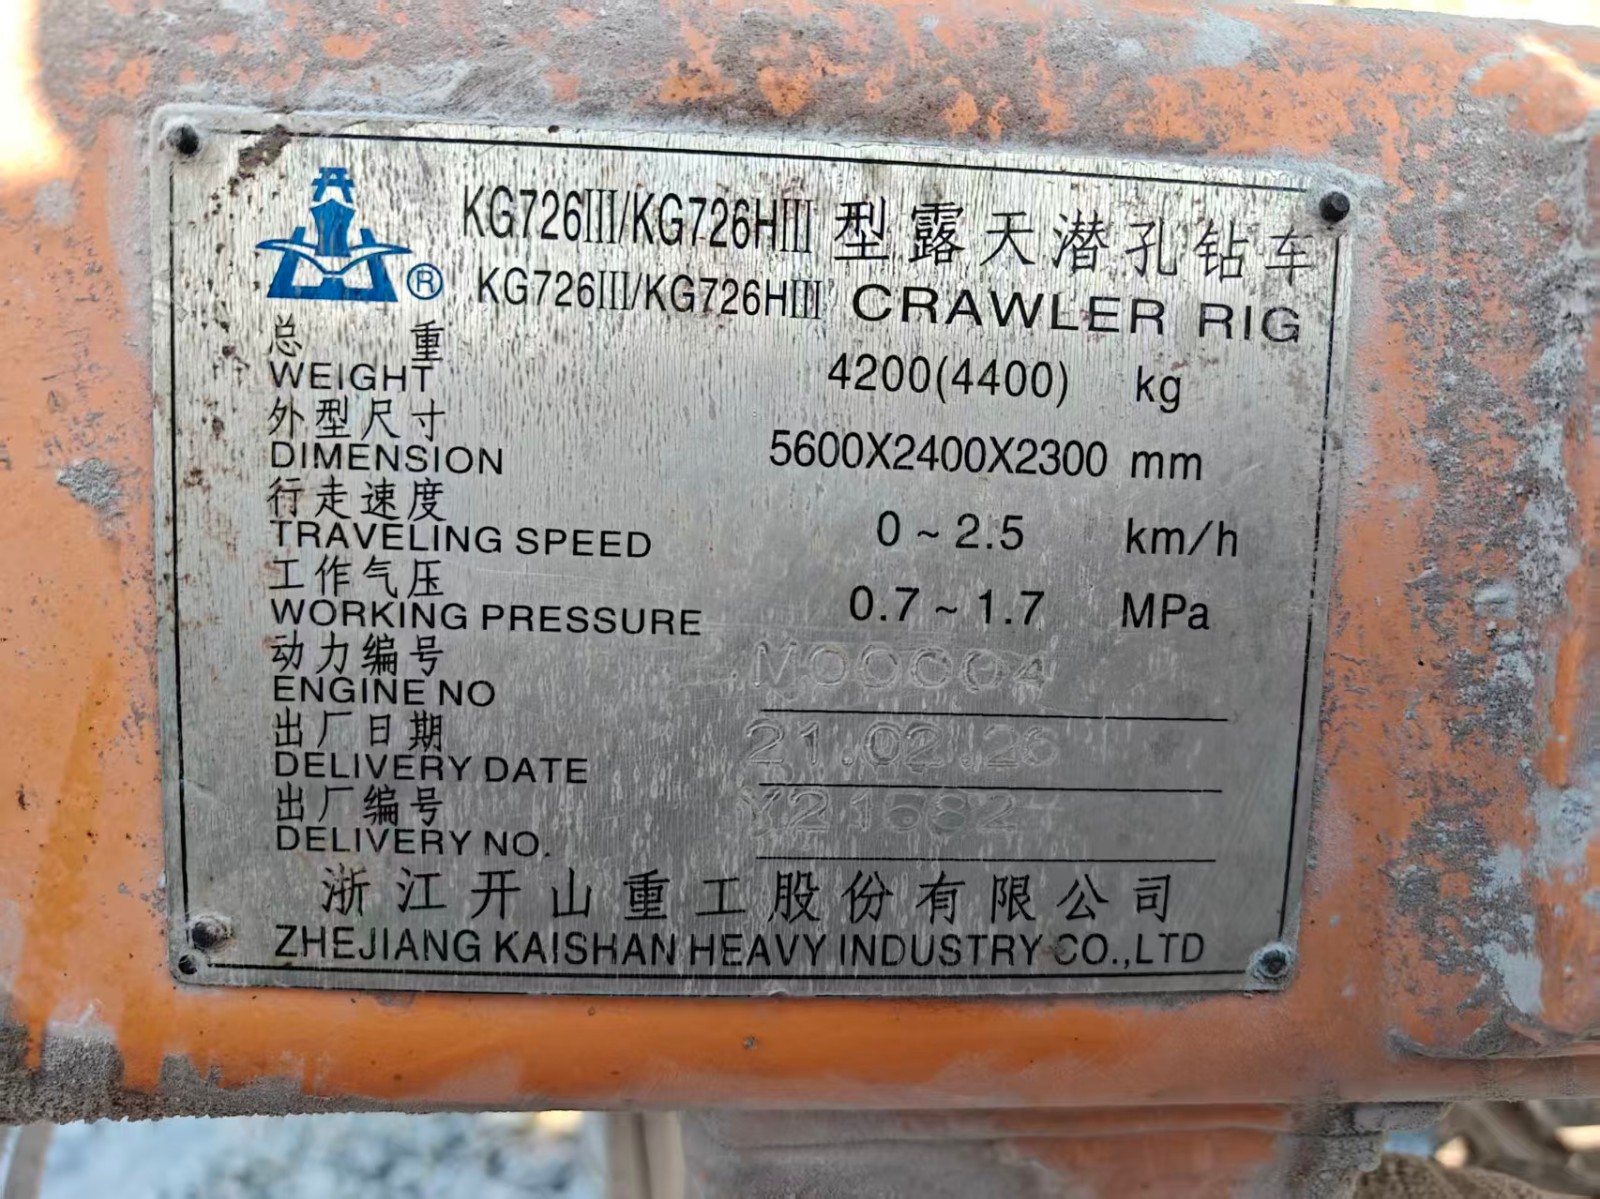 KG726III/KG726HIII 型露天潜孔钻车
® KG726III/KG726HIII CRAWLER RIG
总重
WEIGHT 4200(4400) kg
外型尺寸
DIMENSION 5600X2400X2300 mm
行走速度
TRAVELING SPEED 0~2.5 km/h
工作气压
WORKING PRESSURE 0.7~1.7 MPa
动力编号
ENGINE NO M00004
出厂日期
DELIVERY DATE 21.02.26
出厂编号
DELIVERY NO.
浙江开山重工股份有限公司
ZHEJIANG KAISHAN HEAVY INDUSTRY CO.,LTD